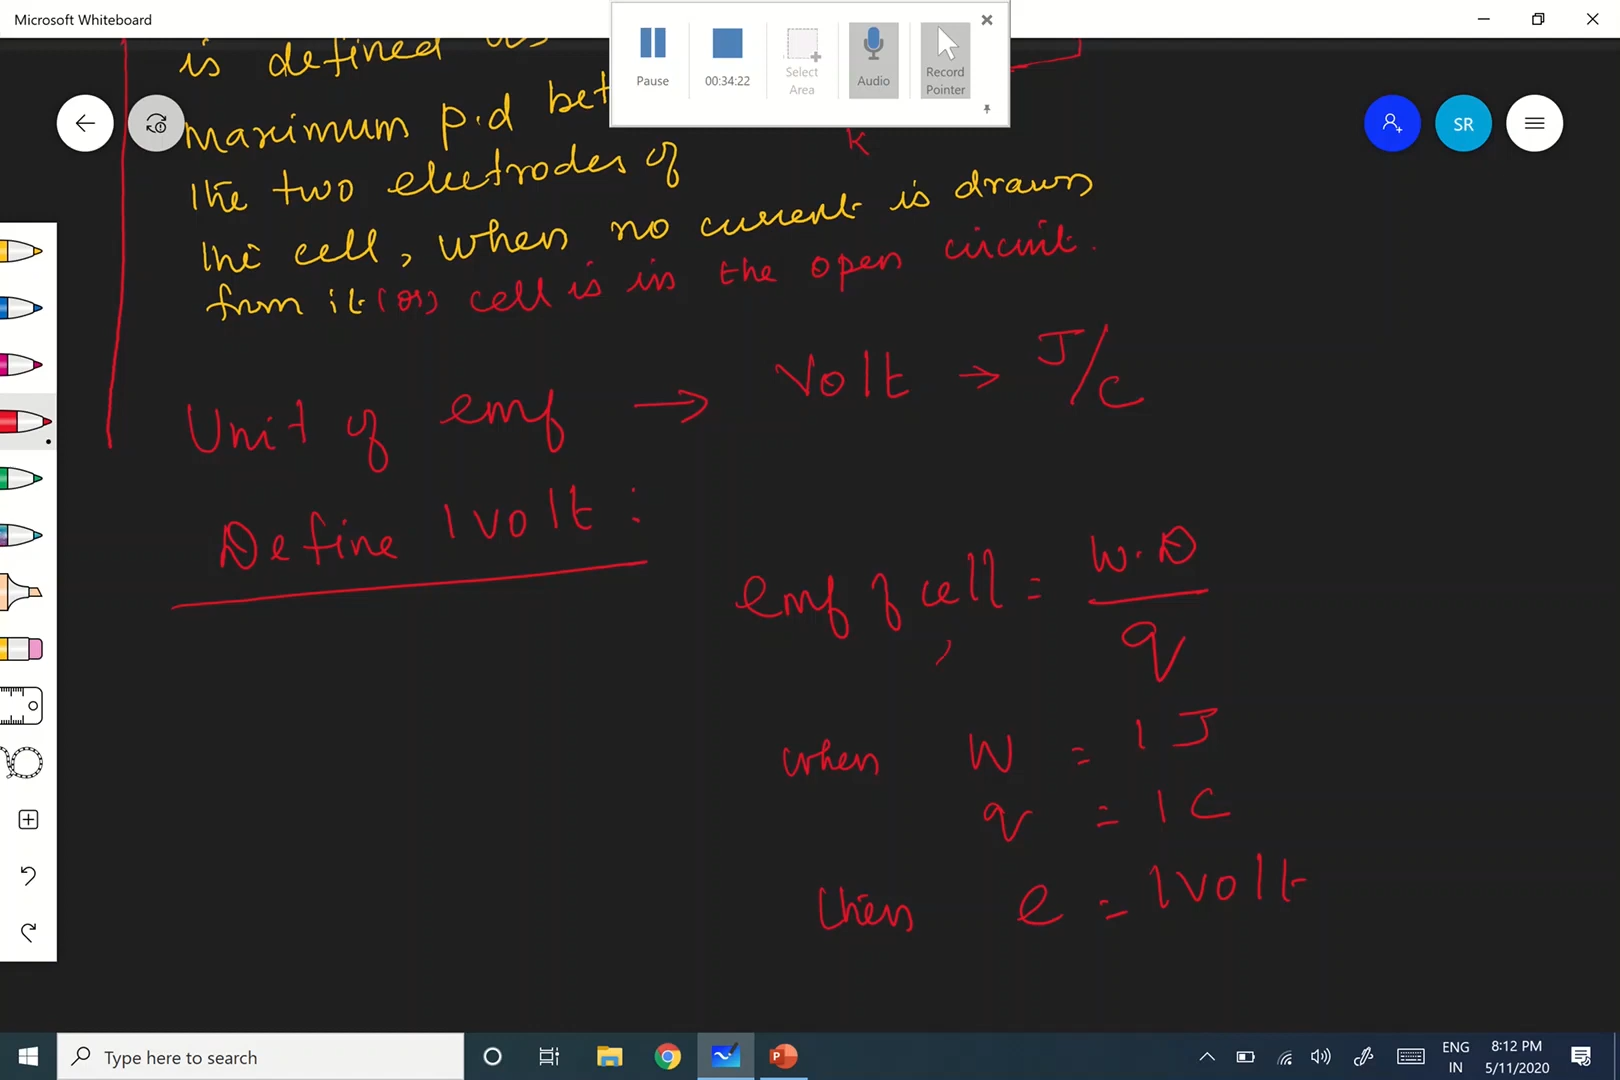 Microsoft Whiteboard
Pause
00:34:22
Select Area
Audio
Record Pointer
SR
is defined as
Maximum p.d bet
the two electrodes of
K
the cell, when no current is drawn
from it (or) cell is in the open circuit.
Unit of emf → Volt → J/C
Define 1 Volt :
emf of cell = W.D / q
,
when W = 1 J
q = 1 C
then e = 1 Volt
Type here to search
ENG
IN
8:12 PM
5/11/2020